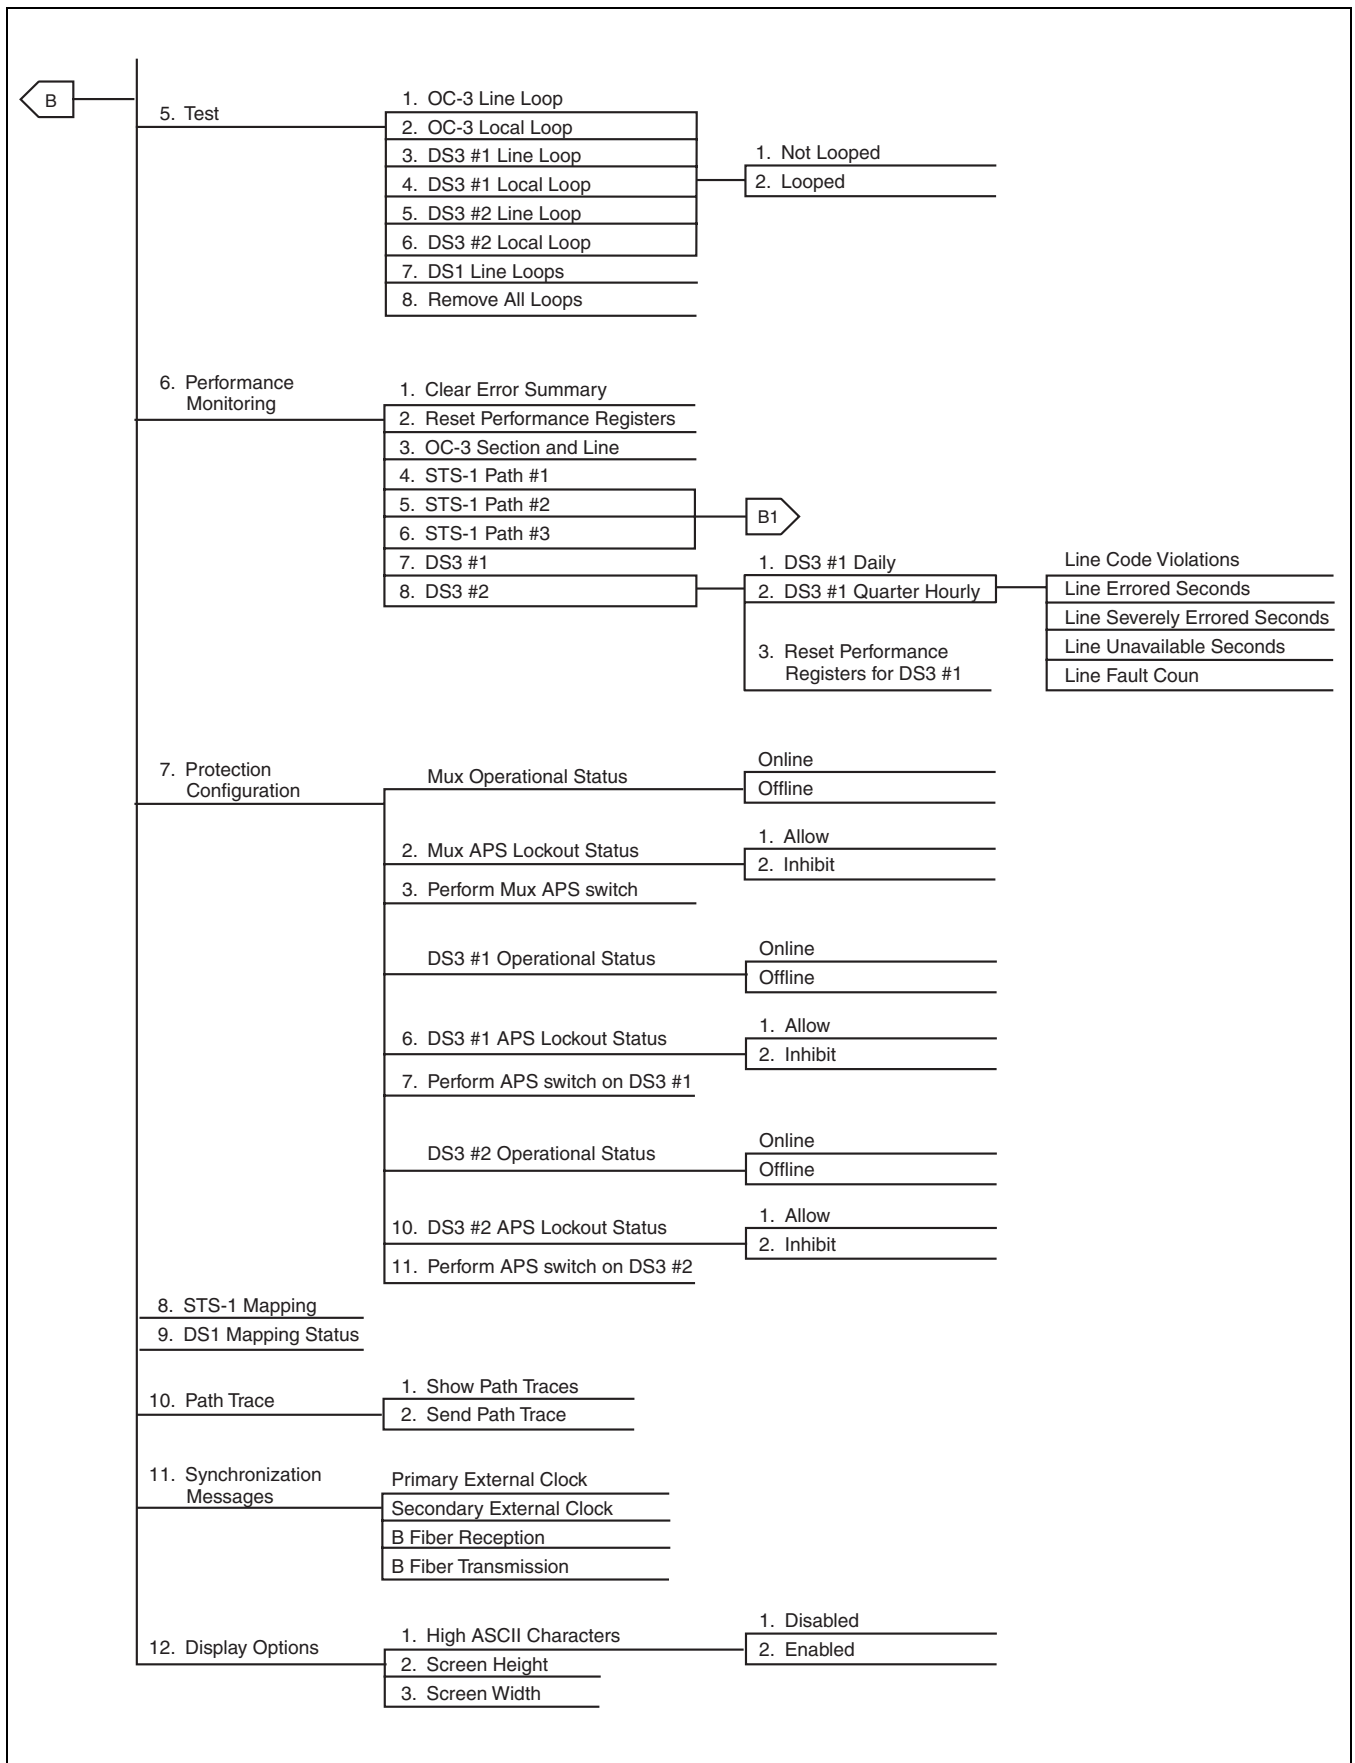 B
5. Test
1. OC-3 Line Loop
2. OC-3 Local Loop
3. DS3 #1 Line Loop
4. DS3 #1 Local Loop
5. DS3 #2 Line Loop
6. DS3 #2 Local Loop
7. DS1 Line Loops
8. Remove All Loops
1. Not Looped
2. Looped
6. Performance
Monitoring
1. Clear Error Summary
2. Reset Performance Registers
3. OC-3 Section and Line
4. STS-1 Path #1
5. STS-1 Path #2
6. STS-1 Path #3
7. DS3 #1
8. DS3 #2
B1
1. DS3 #1 Daily
2. DS3 #1 Quarter Hourly
3. Reset Performance
Registers for DS3 #1
Line Code Violations
Line Errored Seconds
Line Severely Errored Seconds
Line Unavailable Seconds
Line Fault Coun
7. Protection
Configuration
Mux Operational Status
Online
Offline
2. Mux APS Lockout Status
1. Allow
2. Inhibit
3. Perform Mux APS switch
DS3 #1 Operational Status
Online
Offline
6. DS3 #1 APS Lockout Status
1. Allow
2. Inhibit
7. Perform APS switch on DS3 #1
DS3 #2 Operational Status
Online
Offline
10. DS3 #2 APS Lockout Status
1. Allow
2. Inhibit
11. Perform APS switch on DS3 #2
8. STS-1 Mapping
9. DS1 Mapping Status
10. Path Trace
1. Show Path Traces
2. Send Path Trace
11. Synchronization
Messages
Primary External Clock
Secondary External Clock
B Fiber Reception
B Fiber Transmission
12. Display Options
1. High ASCII Characters
2. Screen Height
3. Screen Width
1. Disabled
2. Enabled